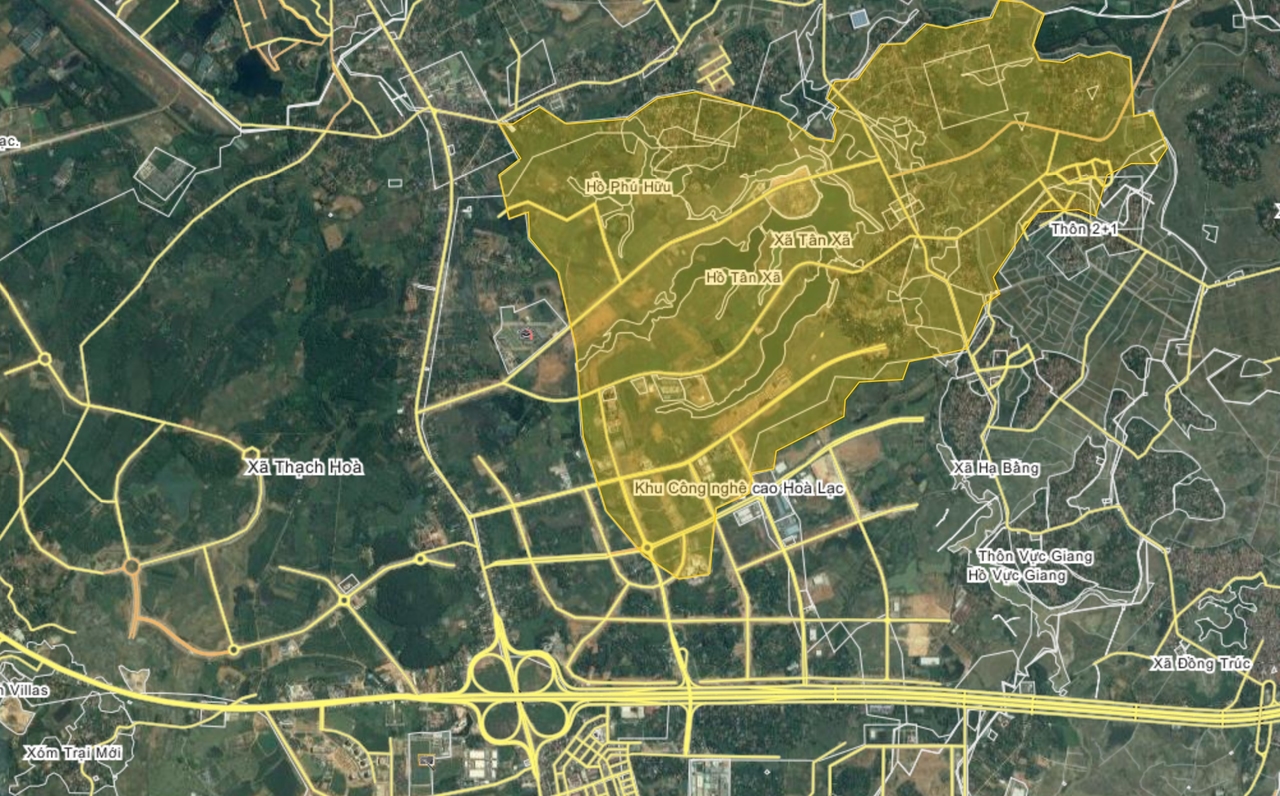 ạc.
Hồ Phú Hữu
Thôn 2+1
Xã Tân Xã
Hồ Tân Xã
Xã Thạch Hoà
Xã Hạ Bằng
Khu Công nghệ cao Hoà Lạc
Thôn Vực Giang
Hồ Vực Giang
Xã Đồng Trúc
Villas
Xóm Trại Mới